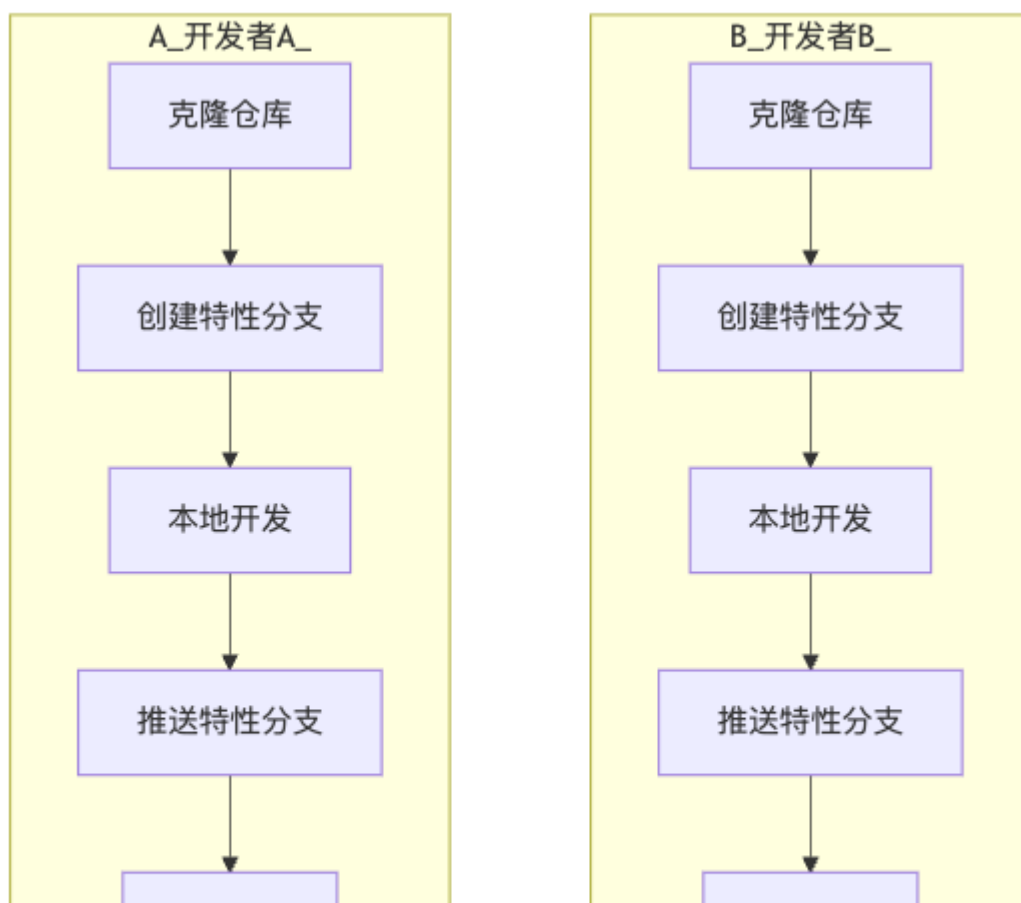 A_开发者A_
克隆仓库
创建特性分支
本地开发
推送特性分支
B_开发者B_
克隆仓库
创建特性分支
本地开发
推送特性分支